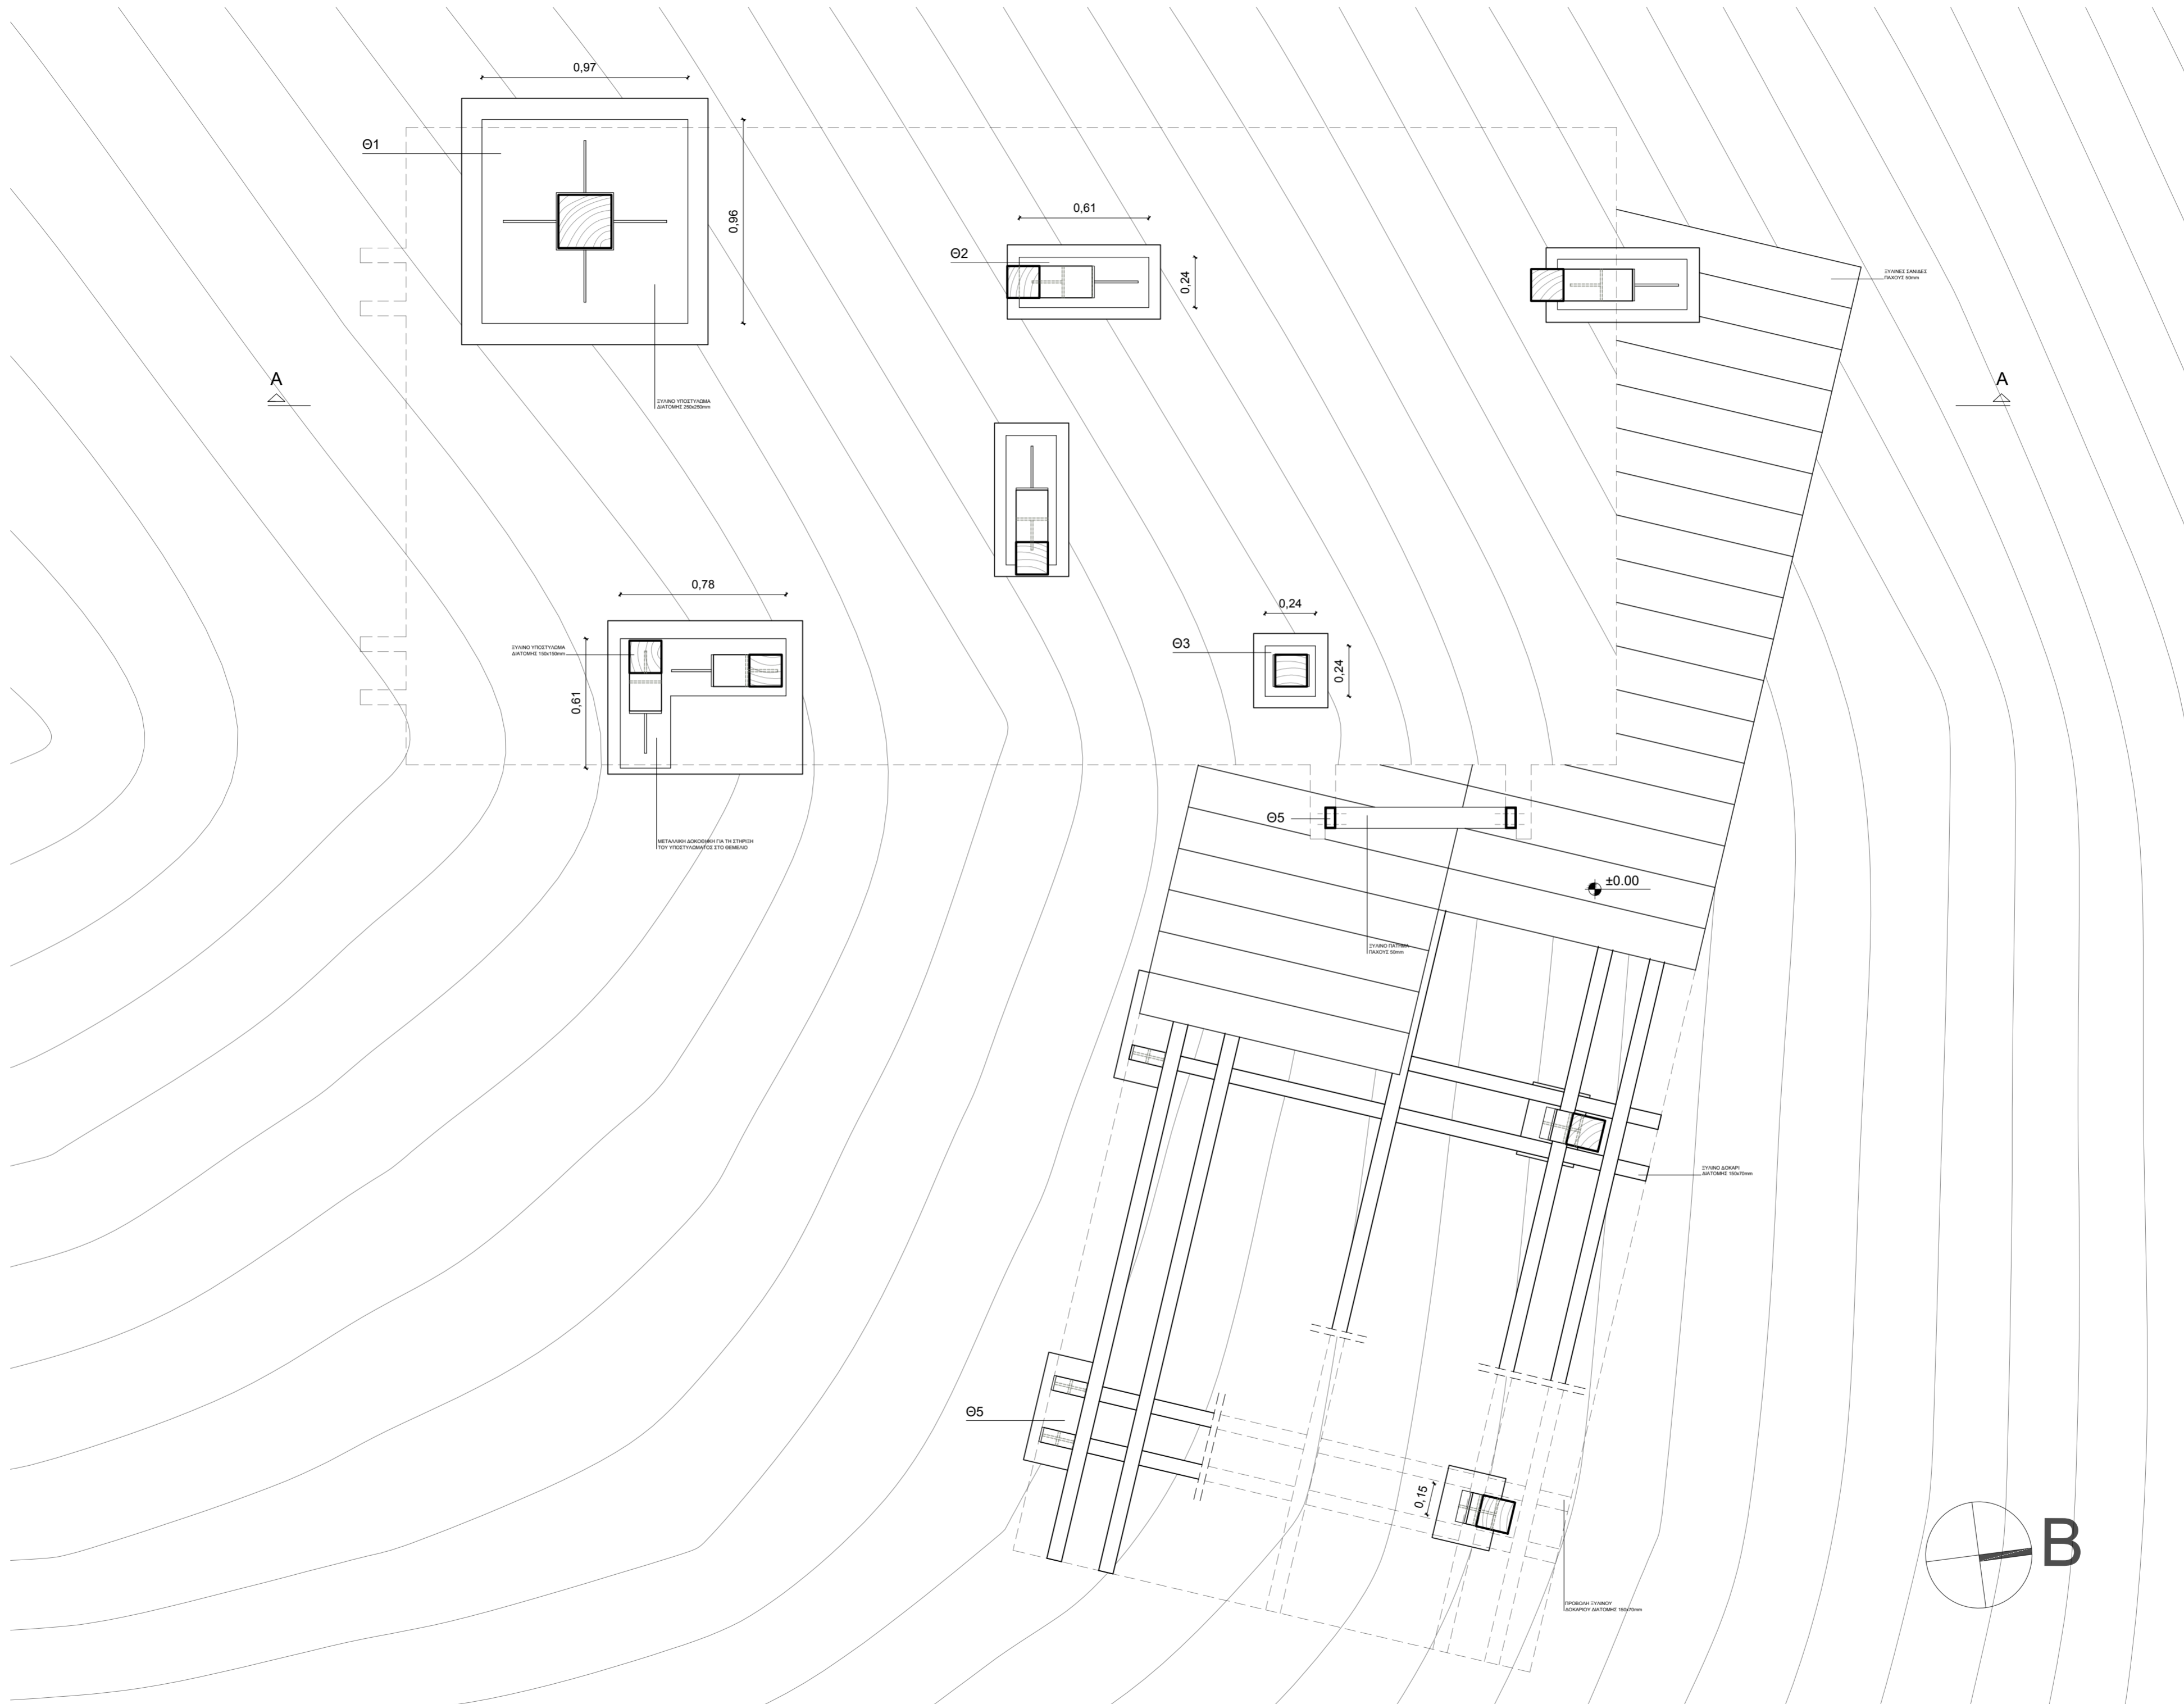 0,97
Θ1
0,96
ΞΥΛΙΝΟ ΥΠΟΣΤΥΛΩΜΑ
ΔΙΑΤΟΜΗΣ 250x250mm
0,61
Θ2
0,24
ΞΥΛΙΝΕΣ ΣΑΝΙΔΕΣ
ΠΑΧΟΥΣ 50mm
A
A
0,78
ΞΥΛΙΝΟ ΥΠΟΣΤΥΛΩΜΑ
ΔΙΑΤΟΜΗΣ 150x150mm
0,61
0,24
Θ3
0,24
ΜΕΤΑΛΛΙΚΗ ΔΟΚΟΘΗΚΗ ΓΙΑ ΤΗ ΣΤΗΡΙΞΗ
ΤΟΥ ΥΠΟΣΤΥΛΩΜΑΤΟΣ ΣΤΟ ΘΕΜΕΛΙΟ
Θ5
±0.00
ΞΥΛΙΝΟ ΠΑΤΗΜΑ
ΠΑΧΟΥΣ 50mm
ΞΥΛΙΝΟ ΔΟΚΑΡΙ
ΔΙΑΤΟΜΗΣ 150x70mm
Θ5
0,15
ΠΡΟΒΟΛΗ ΞΥΛΙΝΟΥ
ΔΟΚΑΡΙΟΥ ΔΙΑΤΟΜΗΣ 150x70mm
Β